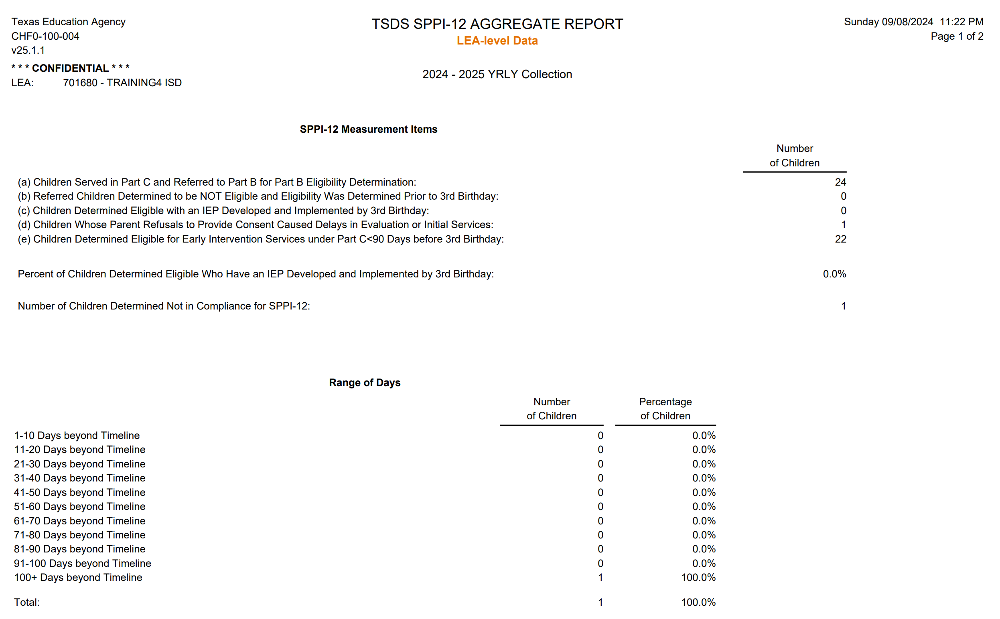 Texas Education Agency
CHF0-100-004
v25.1.1
* * * CONFIDENTIAL * * *
LEA: 701680 - TRAINING4 ISD
TSDS SPPI-12 AGGREGATE REPORT
LEA-level Data
2024 - 2025 YRLY Collection
Sunday 09/08/2024 11:22 PM
Page 1 of 2
SPPI-12 Measurement Items
Number
of Children
(a) Children Served in Part C and Referred to Part B for Part B Eligibility Determination: 24
(b) Referred Children Determined to be NOT Eligible and Eligibility Was Determined Prior to 3rd Birthday: 0
(c) Children Determined Eligible with an IEP Developed and Implemented by 3rd Birthday: 0
(d) Children Whose Parent Refusals to Provide Consent Caused Delays in Evaluation or Initial Services: 1
(e) Children Determined Eligible for Early Intervention Services under Part C<90 Days before 3rd Birthday: 22
Percent of Children Determined Eligible Who Have an IEP Developed and Implemented by 3rd Birthday: 0.0%
Number of Children Determined Not in Compliance for SPPI-12: 1
Range of Days
Number Percentage
of Children of Children
1-10 Days beyond Timeline 0 0.0%
11-20 Days beyond Timeline 0 0.0%
21-30 Days beyond Timeline 0 0.0%
31-40 Days beyond Timeline 0 0.0%
41-50 Days beyond Timeline 0 0.0%
51-60 Days beyond Timeline 0 0.0%
61-70 Days beyond Timeline 0 0.0%
71-80 Days beyond Timeline 0 0.0%
81-90 Days beyond Timeline 0 0.0%
91-100 Days beyond Timeline 0 0.0%
100+ Days beyond Timeline 1 100.0%
Total: 1 100.0%